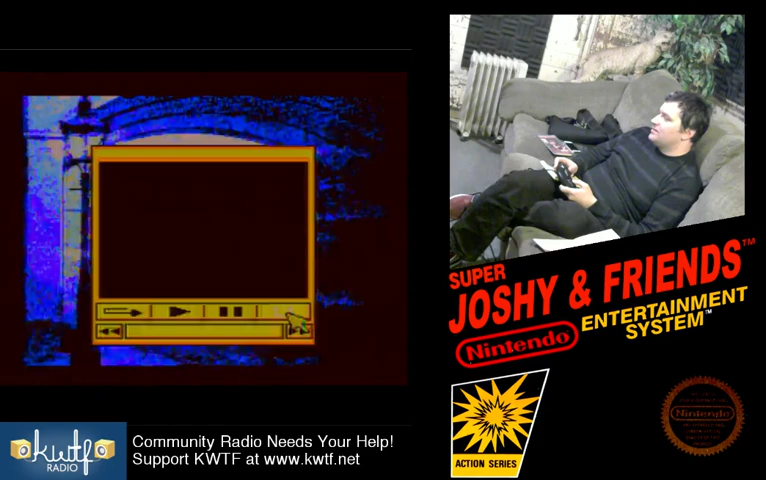 SUPER
JOSHY & FRIENDS™
Nintendo
ENTERTAINMENT
SYSTEM™
ACTION SERIES
Nintendo
kwtf
RADIO
Community Radio Needs Your Help!
Support KWTF at www.kwtf.net